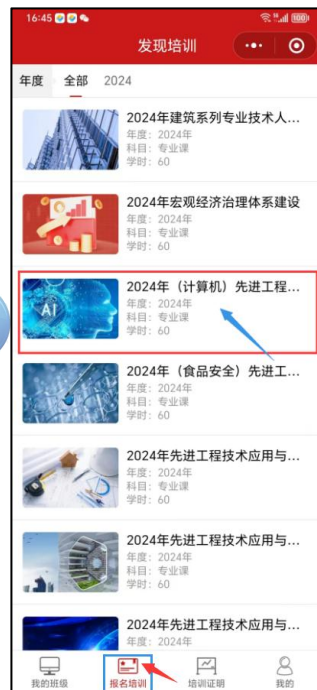 16:45
100
发现培训
年度 全部 2024
2024年建筑系列专业技术人...
年度: 2024年
科目: 专业课
学时: 60
2024年宏观经济治理体系建设
年度: 2024年
科目: 专业课
学时: 60
2024年（计算机）先进工程...
年度: 2024年
科目: 专业课
学时: 60
AI
2024年（食品安全）先进工...
年度: 2024年
科目: 专业课
学时: 60
2024年先进工程技术应用与...
年度: 2024年
科目: 专业课
学时: 60
2024年先进工程技术应用与...
年度: 2024年
科目: 专业课
学时: 60
2024年先进工程技术应用与...
年度: 2024年
我的班级 报名培训 培训证明 我的